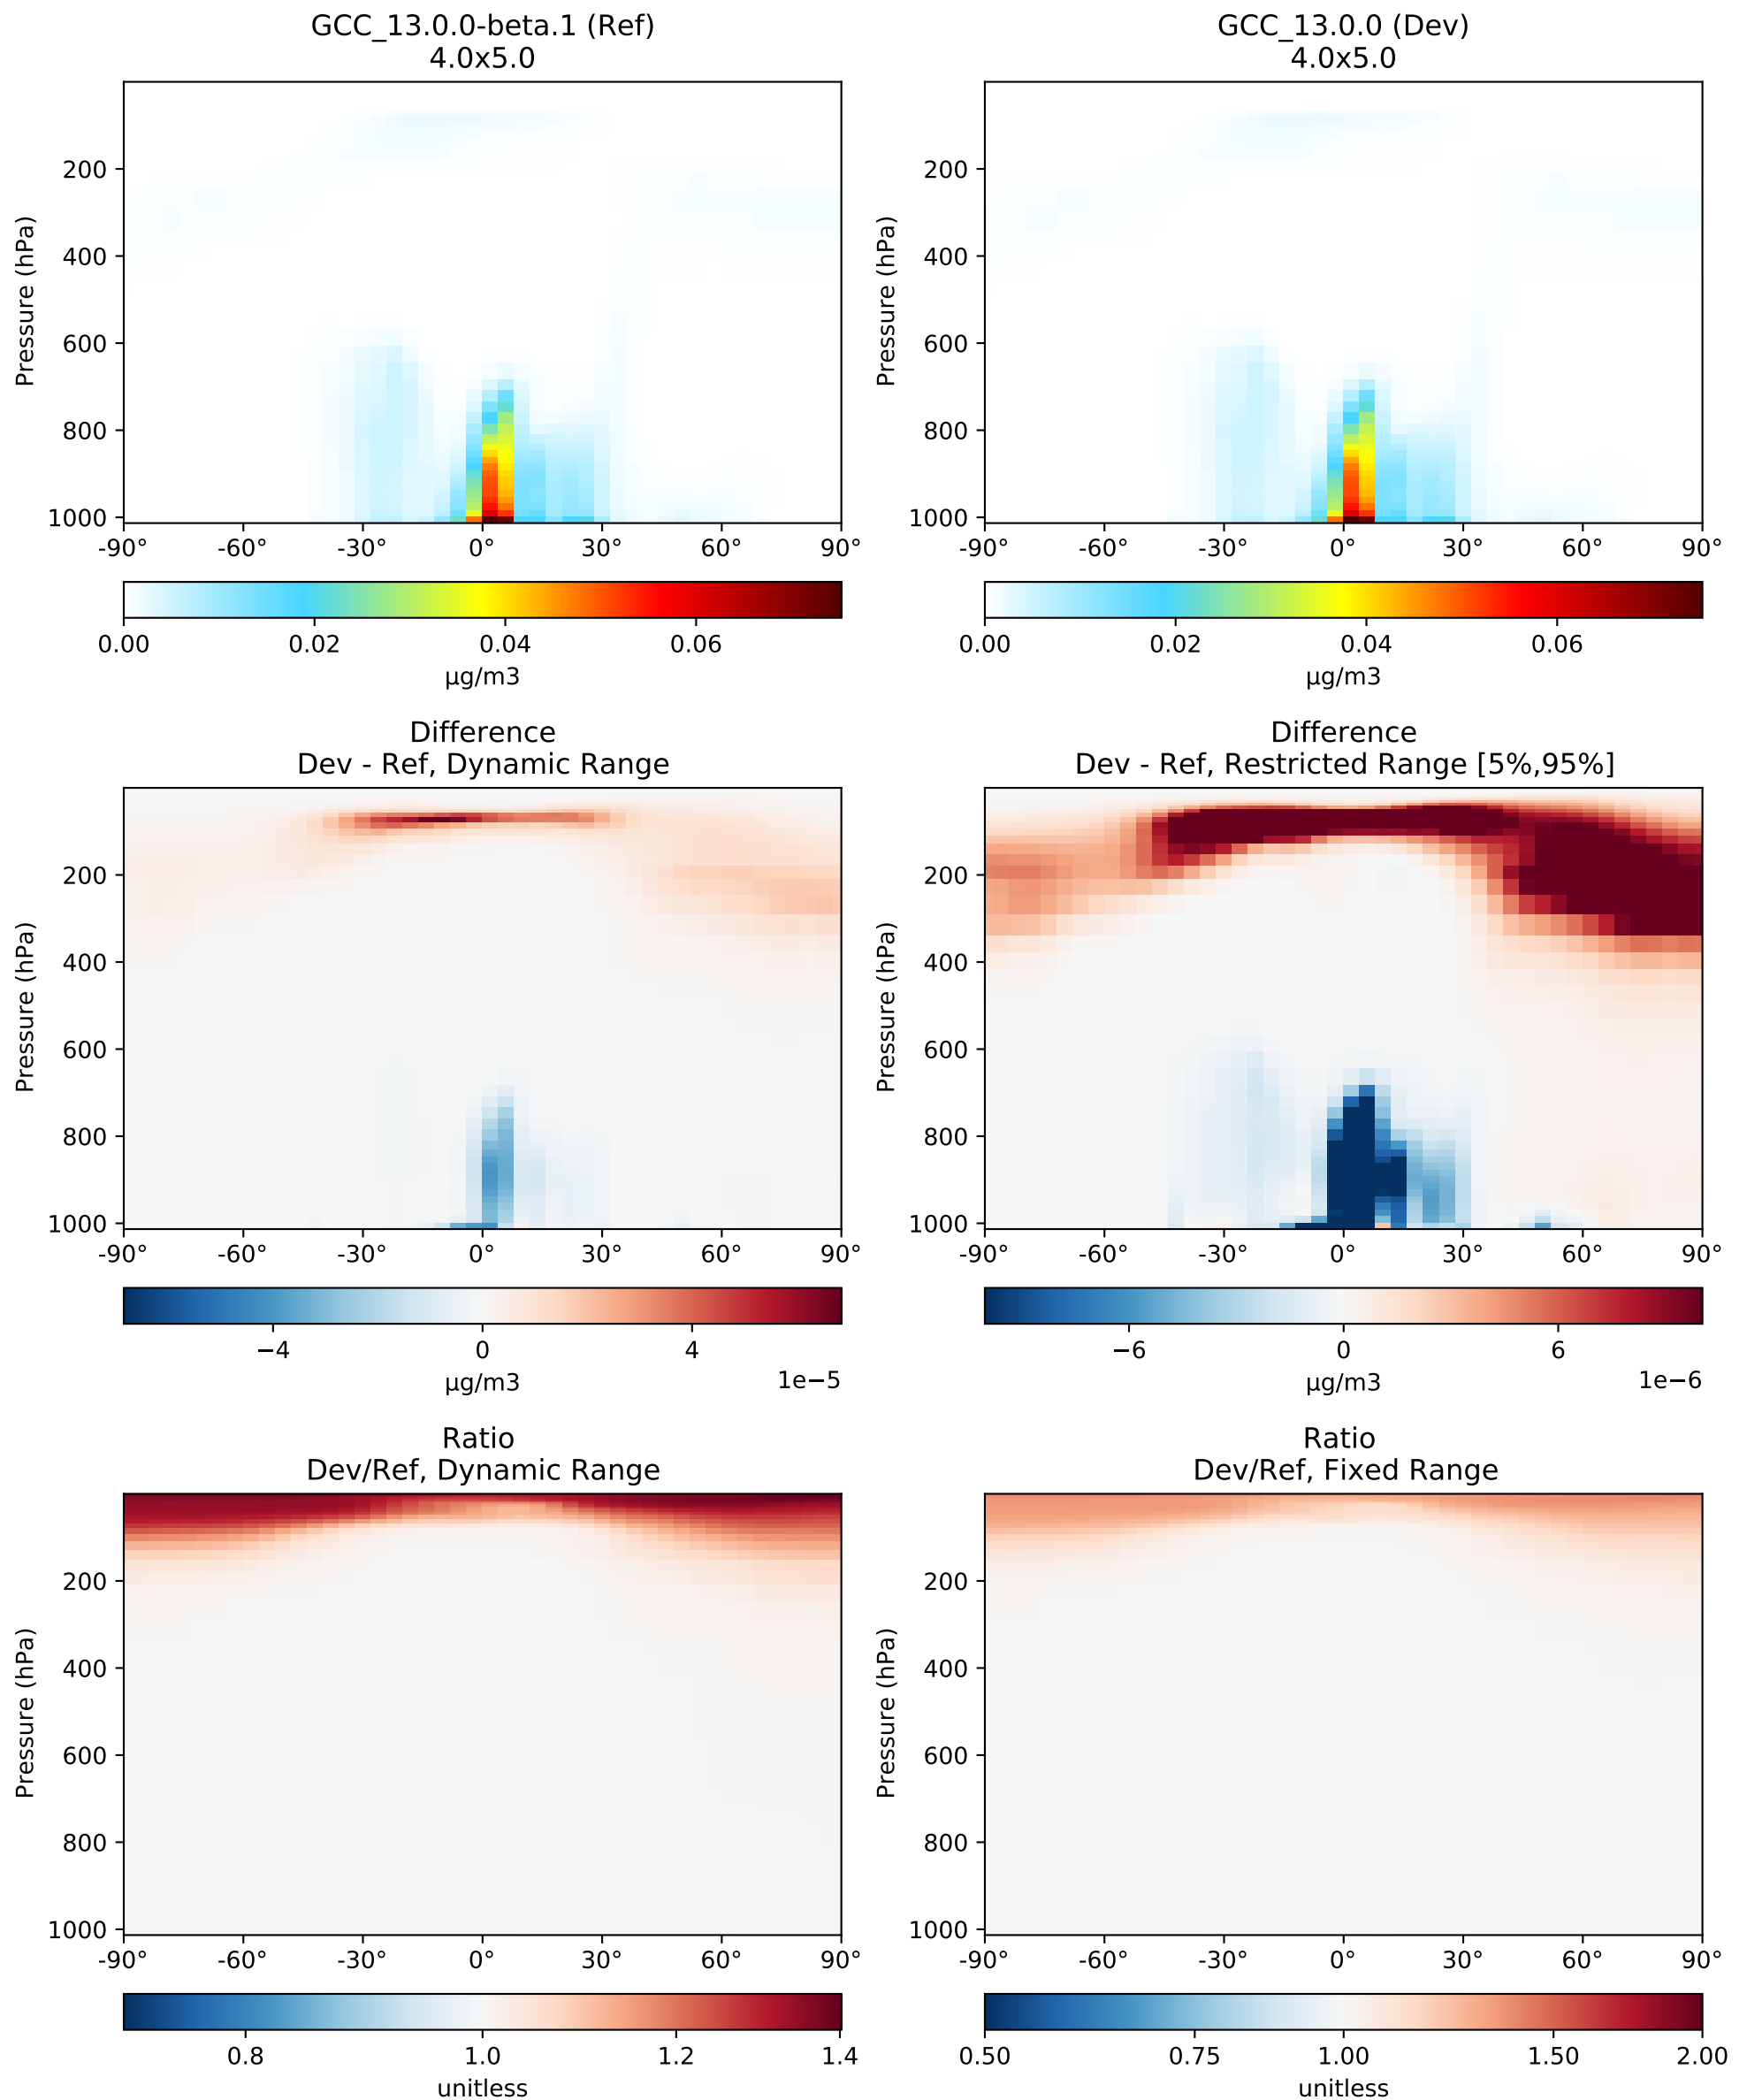 GCC_13.0.0-beta.1 (Ref)
4.0x5.0
Pressure (hPa)
200
400
600
800
1000
-90° -60° -30° 0° 30° 60° 90°
0.00 0.02 0.04 0.06
μg/m3
GCC_13.0.0 (Dev)
4.0x5.0
Pressure (hPa)
200
400
600
800
1000
-90° -60° -30° 0° 30° 60° 90°
0.00 0.02 0.04 0.06
μg/m3
Difference
Dev - Ref, Dynamic Range
Pressure (hPa)
200
400
600
800
1000
-90° -60° -30° 0° 30° 60° 90°
−4 0 4
μg/m3 1e−5
Difference
Dev - Ref, Restricted Range [5%,95%]
Pressure (hPa)
200
400
600
800
1000
-90° -60° -30° 0° 30° 60° 90°
−6 0 6
μg/m3 1e−6
Ratio
Dev/Ref, Dynamic Range
Pressure (hPa)
200
400
600
800
1000
-90° -60° -30° 0° 30° 60° 90°
0.8 1.0 1.2 1.4
unitless
Ratio
Dev/Ref, Fixed Range
Pressure (hPa)
200
400
600
800
1000
-90° -60° -30° 0° 30° 60° 90°
0.50 0.75 1.00 1.50 2.00
unitless